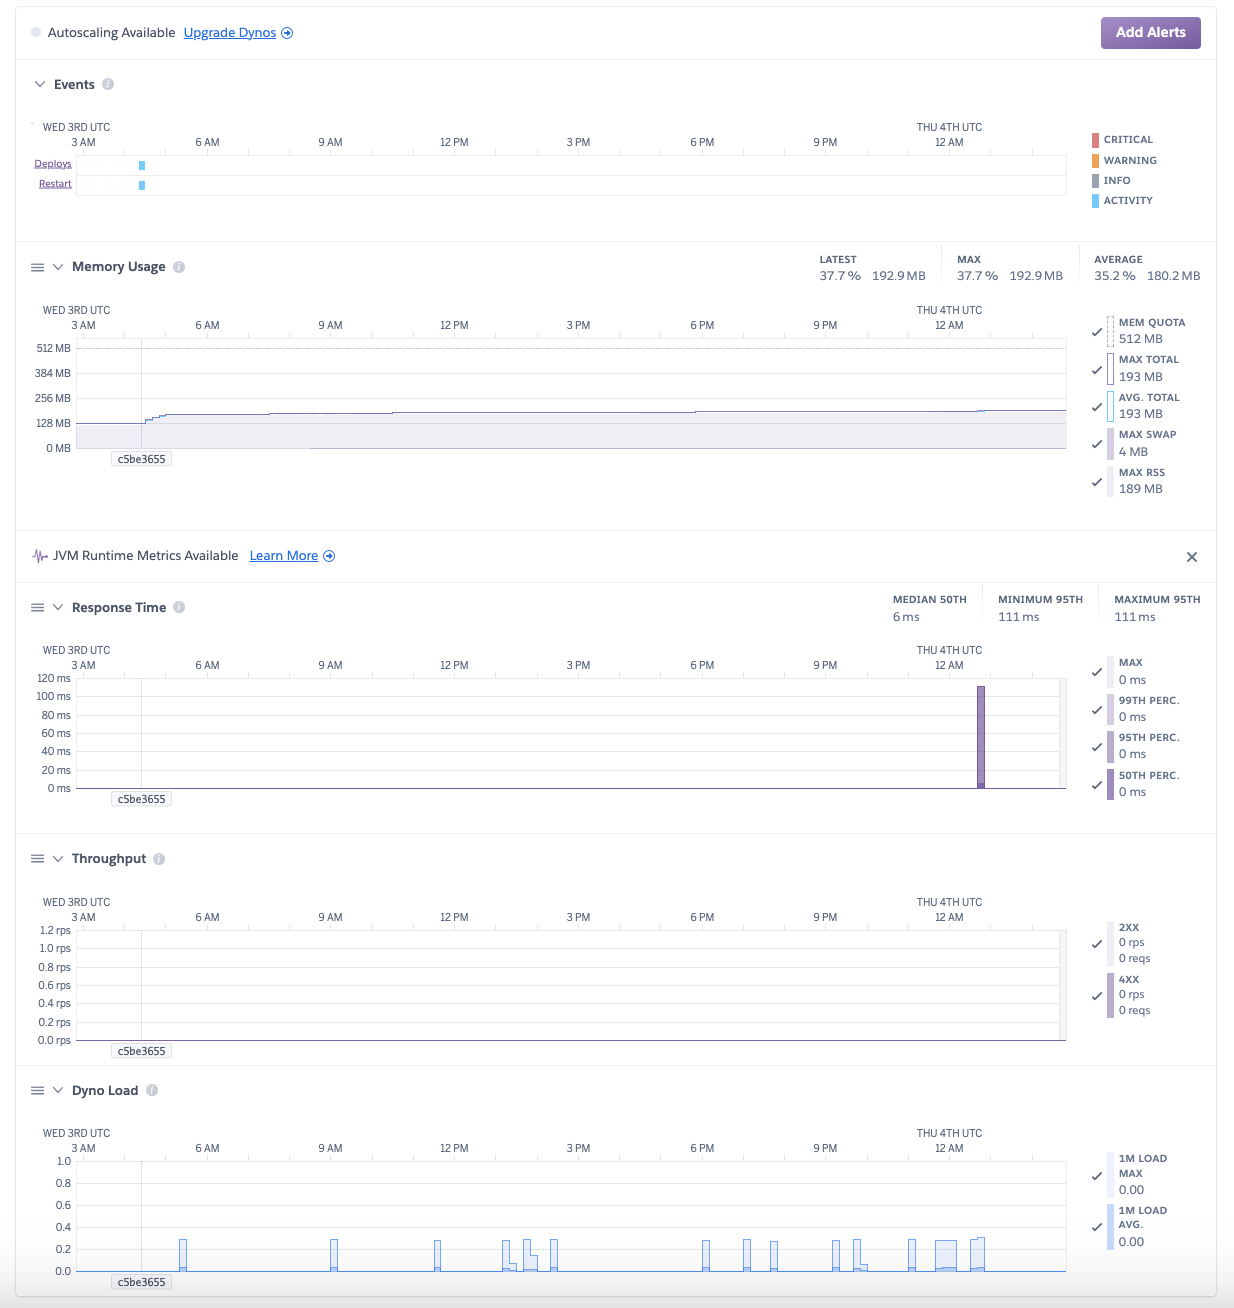 Autoscaling Available Upgrade Dynos
Add Alerts
Events
WED 3RD UTC THU 4TH UTC
3 AM 6 AM 9 AM 12 PM 3 PM 6 PM 9 PM 12 AM
Deploys
Restart
CRITICAL
WARNING
INFO
ACTIVITY
Memory Usage
LATEST MAX AVERAGE
37.7 % 192.9 MB 37.7 % 192.9 MB 35.2 % 180.2 MB
WED 3RD UTC THU 4TH UTC
3 AM 6 AM 9 AM 12 PM 3 PM 6 PM 9 PM 12 AM
512 MB
384 MB
256 MB
128 MB
0 MB
c5be3655
MEM QUOTA
512 MB
MAX TOTAL
193 MB
AVG. TOTAL
193 MB
MAX SWAP
4 MB
MAX RSS
189 MB
JVM Runtime Metrics Available Learn More
Response Time
MEDIAN 50TH MINIMUM 95TH MAXIMUM 95TH
6 ms 111 ms 111 ms
WED 3RD UTC THU 4TH UTC
3 AM 6 AM 9 AM 12 PM 3 PM 6 PM 9 PM 12 AM
120 ms
100 ms
80 ms
60 ms
40 ms
20 ms
0 ms
c5be3655
MAX
0 ms
99TH PERC.
0 ms
95TH PERC.
0 ms
50TH PERC.
0 ms
Throughput
WED 3RD UTC THU 4TH UTC
3 AM 6 AM 9 AM 12 PM 3 PM 6 PM 9 PM 12 AM
1.2 rps
1.0 rps
0.8 rps
0.6 rps
0.4 rps
0.2 rps
0.0 rps
c5be3655
2XX
0 rps
0 reqs
4XX
0 rps
0 reqs
Dyno Load
WED 3RD UTC THU 4TH UTC
3 AM 6 AM 9 AM 12 PM 3 PM 6 PM 9 PM 12 AM
1.0
0.8
0.6
0.4
0.2
0.0
c5be3655
1M LOAD
MAX
0.00
1M LOAD
AVG.
0.00